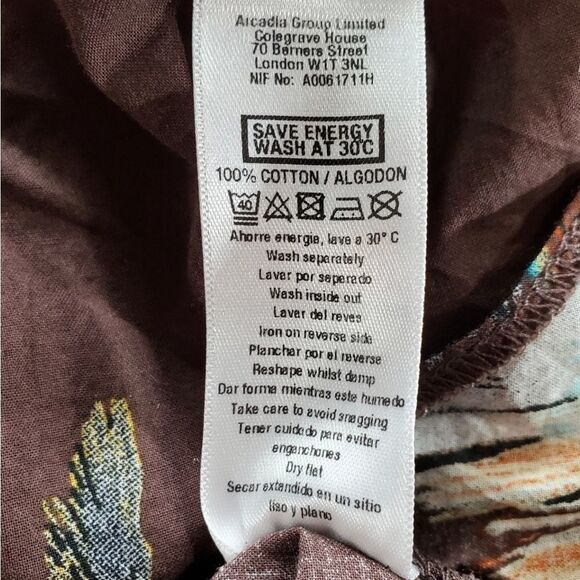 Arcadia Group Limited
Colegrave House
70 Berners Street
London W1T 3NL
NIF No: A0061711H
SAVE ENERGY
WASH AT 30°C
100% COTTON / ALGODON
40
Ahorre energia, lave a 30° C
Wash separately
Lavar por separado
Wash inside out
Lavar del reves
Iron on reverse side
Planchar por el reverse
Reshape whilst damp
Dar forma mientras este humedo
Take care to avoid snagging
Tener cuidado para evitar
enganchones
Dry flat
Secar extendido en un sitio
liso y plano